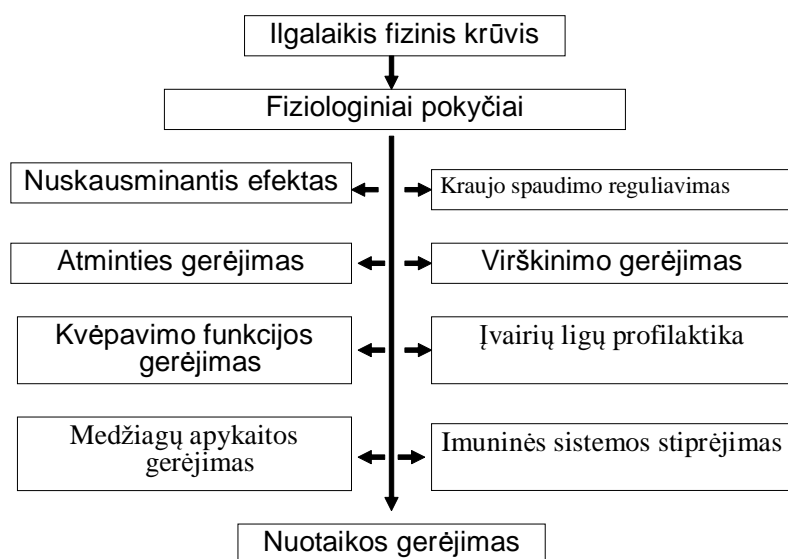 Ilgalaikis fizinis krūvis
Fiziologiniai pokyčiai
Nuskausminantis efektas
Kraujo spaudimo reguliavimas
Atminties gerėjimas
Virškinimo gerėjimas
Kvėpavimo funkcijos
gerėjimas
Įvairių ligų profilaktika
Medžiagų apykaitos
gerėjimas
Imuninės sistemos stiprėjimas
Nuotaikos gerėjimas